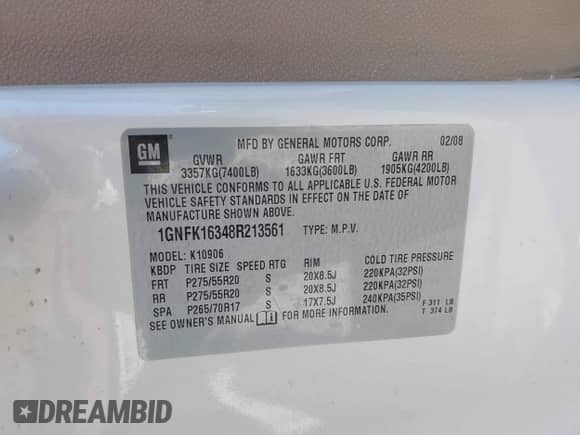 GM
MFD BY GENERAL MOTORS CORP. 02/08
GVWR GAWR FRT GAWR RR
3357KG(7400LB) 1633KG(3600LB) 1905KG(4200LB)
THIS VEHICLE CONFORMS TO ALL APPLICABLE U.S. FEDERAL MOTOR
VEHICLE SAFETY STANDARDS IN EFFECT ON THE DATE OF
MANUFACTURE SHOWN ABOVE.
1GNFK16348R213561 TYPE: M.P.V.
MODEL: K10906
KBDP TIRE SIZE SPEED RTG RIM COLD TIRE PRESSURE
FRT P275/55R20 S 20X8.5J 220KPA(32PSI)
RR P275/55R20 S 20X8.5J 220KPA(32PSI)
SPA P265/70R17 S 17X7.5J 240KPA(35PSI) F 311 LB
SEE OWNER'S MANUAL FOR MORE INFORMATION. T 374 LB
DREAMBID